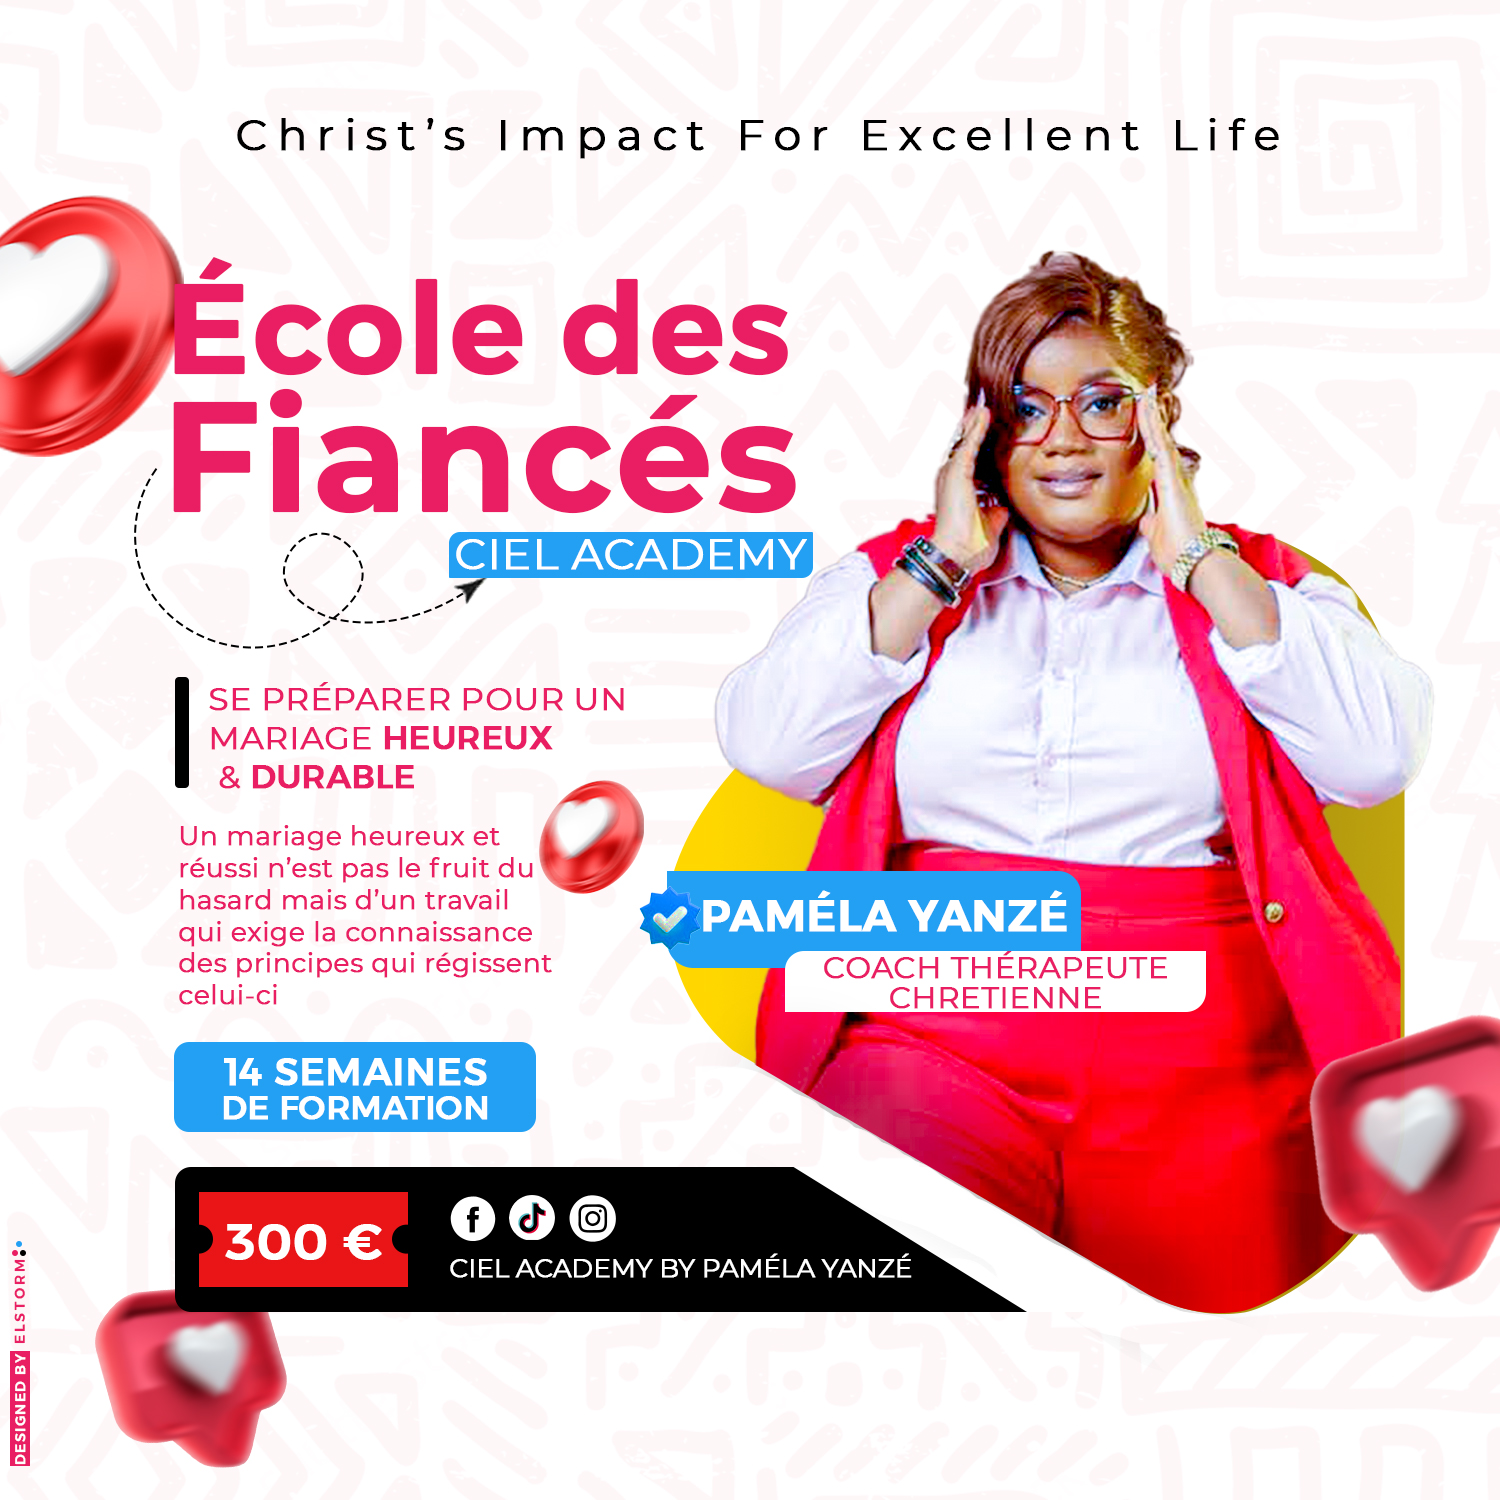 Christ’s Impact For Excellent Life
École des
Fiancés
CIEL ACADEMY
SE PRÉPARER POUR UN
MARIAGE HEUREUX
& DURABLE
Un mariage heureux et
réussi n’est pas le fruit du
hasard mais d’un travail
qui exige la connaissance
des principes qui régissent
celui-ci
PAMÉLA YANZÉ
COACH THÉRAPEUTE
CHRETIENNE
14 SEMAINES
DE FORMATION
300 €
CIEL ACADEMY BY PAMÉLA YANZÉ
DESIGNED BY ELSTORM